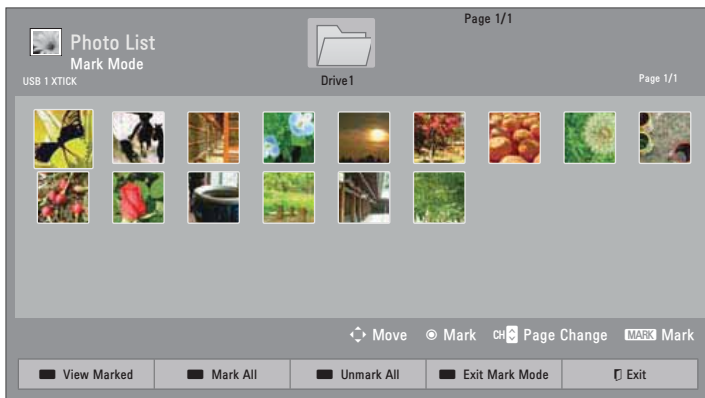 Page 1/1
Photo List
Mark Mode
USB 1 XTICK
Drive1
Page 1/1
Move Mark CH Page Change MARK Mark
View Marked Mark All Unmark All Exit Mark Mode Exit